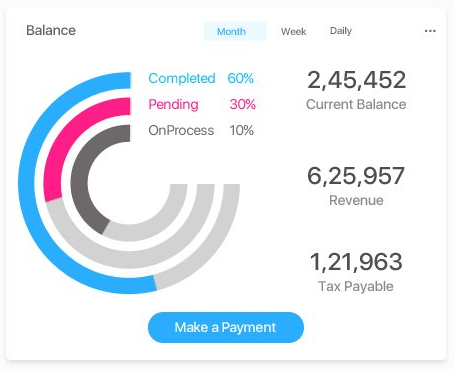 Balance
Month
Week
Daily
Completed 60%
Pending 30%
OnProcess 10%
2,45,452
Current Balance
6,25,957
Revenue
1,21,963
Tax Payable
Make a Payment